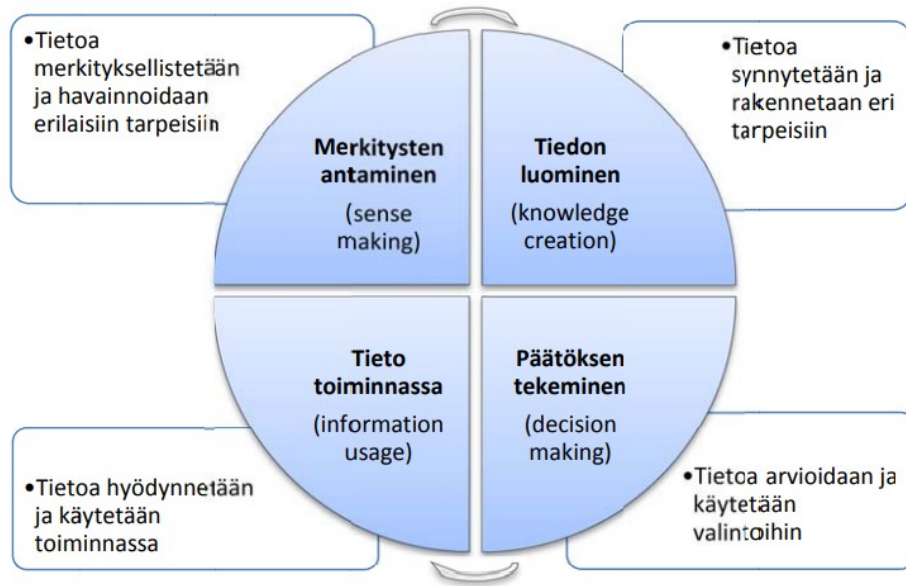 •Tietoa
merkityksellistetään
ja havainnoidaan
erilaisiin tarpeisiin
•Tietoa
synnytetään ja
rakennetaan eri
tarpeisiin
Merkitysten
antaminen
(sense
making)
Tiedon
luominen
(knowledge
creation)
Tieto
toiminnassa
(information
usage)
Päätöksen
tekeminen
(decision
making)
•Tietoa hyödynnetään
ja käytetään
toiminnassa
•Tietoa arvioidaan ja
käytetään
valintoihin